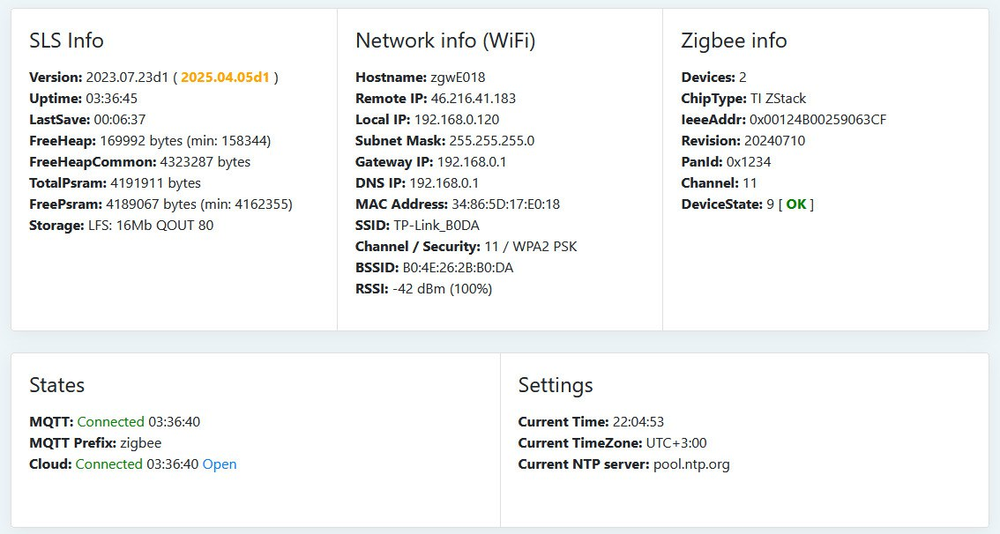 SLS Info
Version: 2023.07.23d1 ( 2025.04.05d1 )
Uptime: 03:36:45
LastSave: 00:06:37
FreeHeap: 169992 bytes (min: 158344)
FreeHeapCommon: 4323287 bytes
TotalPsram: 4191911 bytes
FreePsram: 4189067 bytes (min: 4162355)
Storage: LFS: 16Mb QOUT 80
Network info (WiFi)
Hostname: zgwE018
Remote IP: 46.216.41.183
Local IP: 192.168.0.120
Subnet Mask: 255.255.255.0
Gateway IP: 192.168.0.1
DNS IP: 192.168.0.1
MAC Address: 34:86:5D:17:E0:18
SSID: TP-Link_B0DA
Channel / Security: 11 / WPA2 PSK
BSSID: B0:4E:26:2B:B0:DA
RSSI: -42 dBm (100%)
Zigbee info
Devices: 2
ChipType: TI ZStack
IeeeAddr: 0x00124B00259063CF
Revision: 20240710
PanId: 0x1234
Channel: 11
DeviceState: 9 [ OK ]
States
MQTT: Connected 03:36:40
MQTT Prefix: zigbee
Cloud: Connected 03:36:40 Open
Settings
Current Time: 22:04:53
Current TimeZone: UTC+3:00
Current NTP server: pool.ntp.org